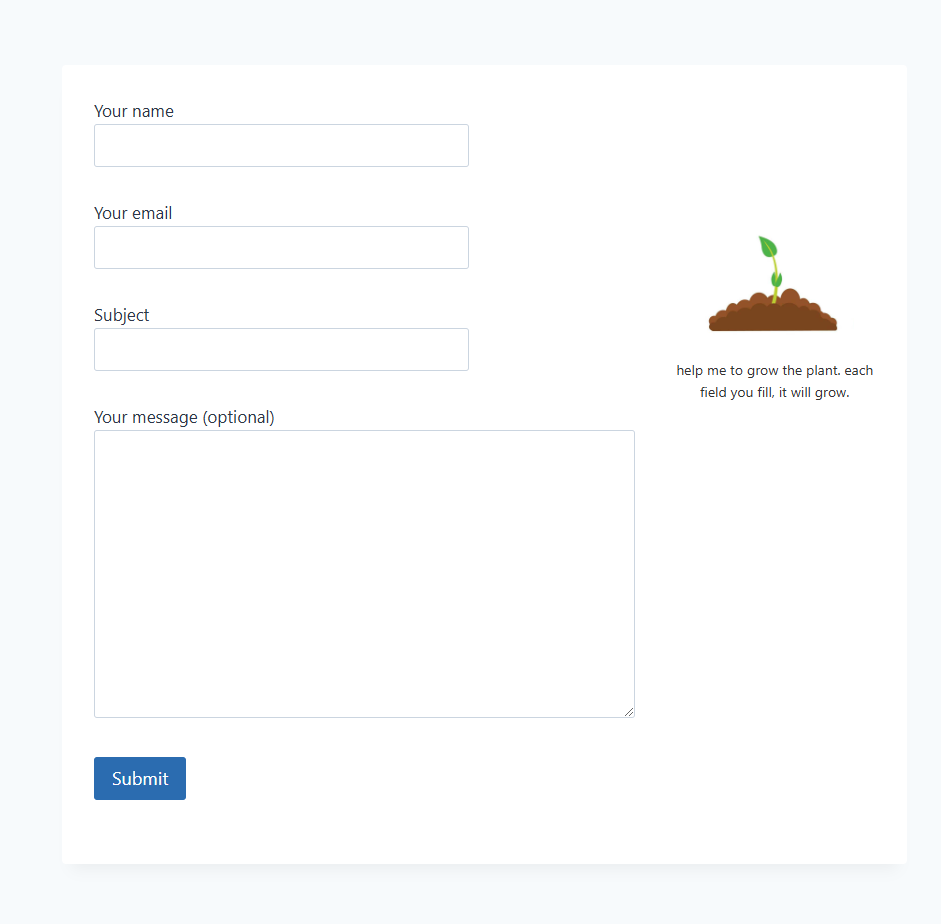 Your name
Your email
Subject
Your message (optional)
Submit
help me to grow the plant. each
field you fill, it will grow.